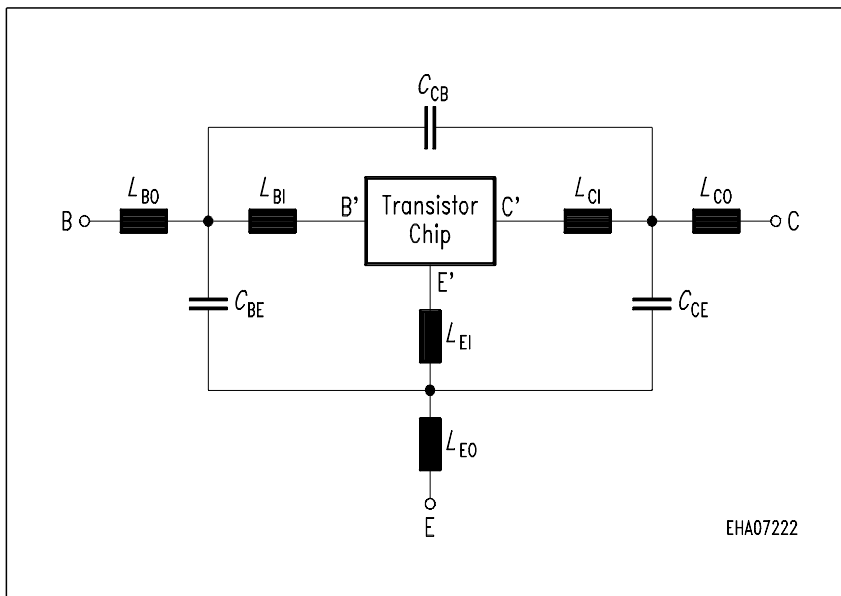 C_CB
L_BO L_BI B' Transistor C' L_CI L_CO
B Chip C
E'
C_BE C_CE
L_EI
L_EO
E
EHA07222